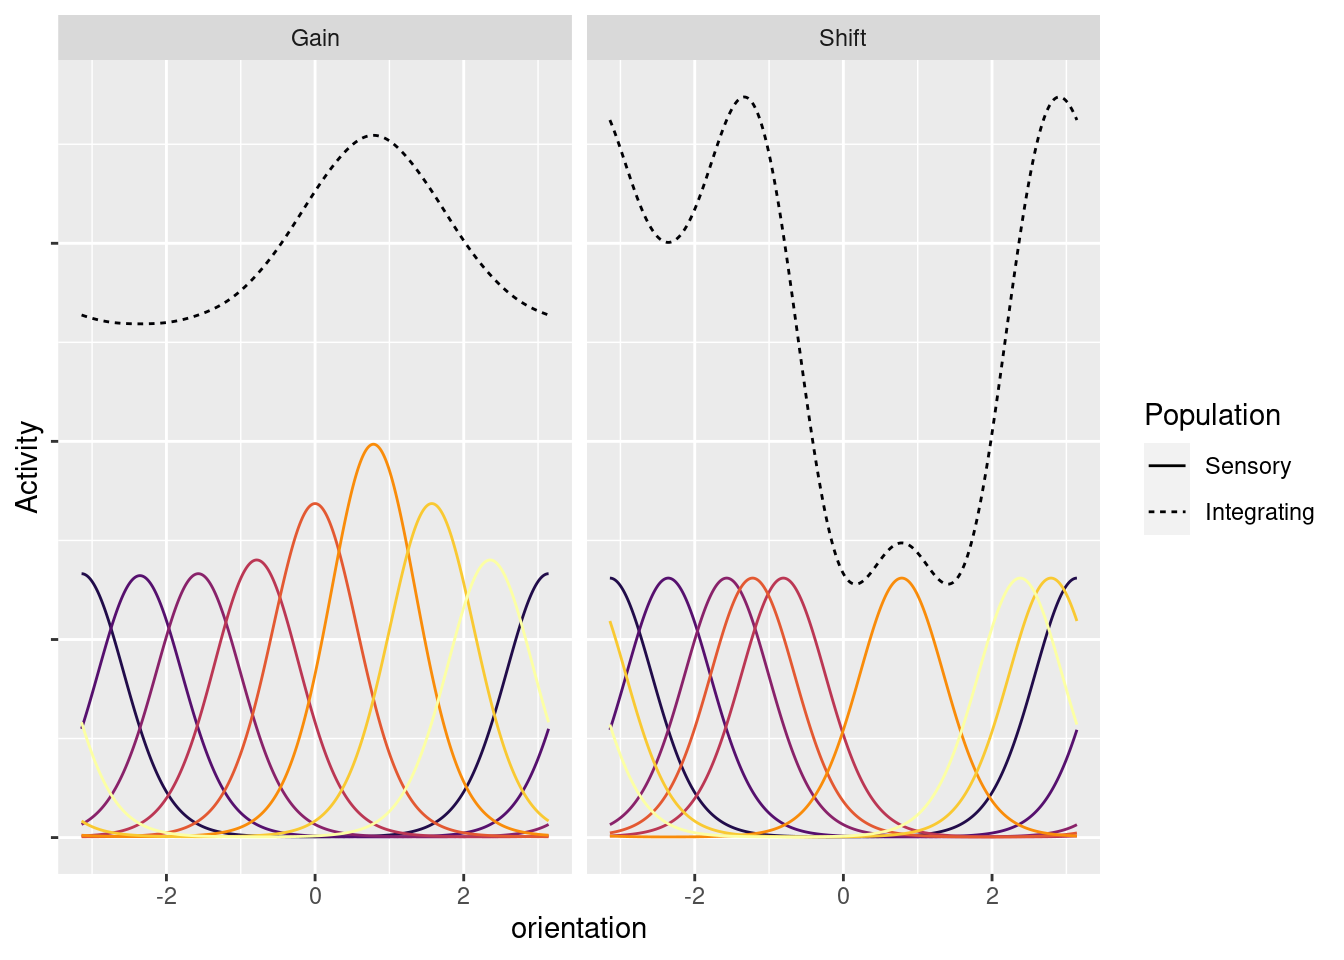 Gain
Shift
Activity
-2
0
2
-2
0
2
orientation
Population
Sensory
Integrating